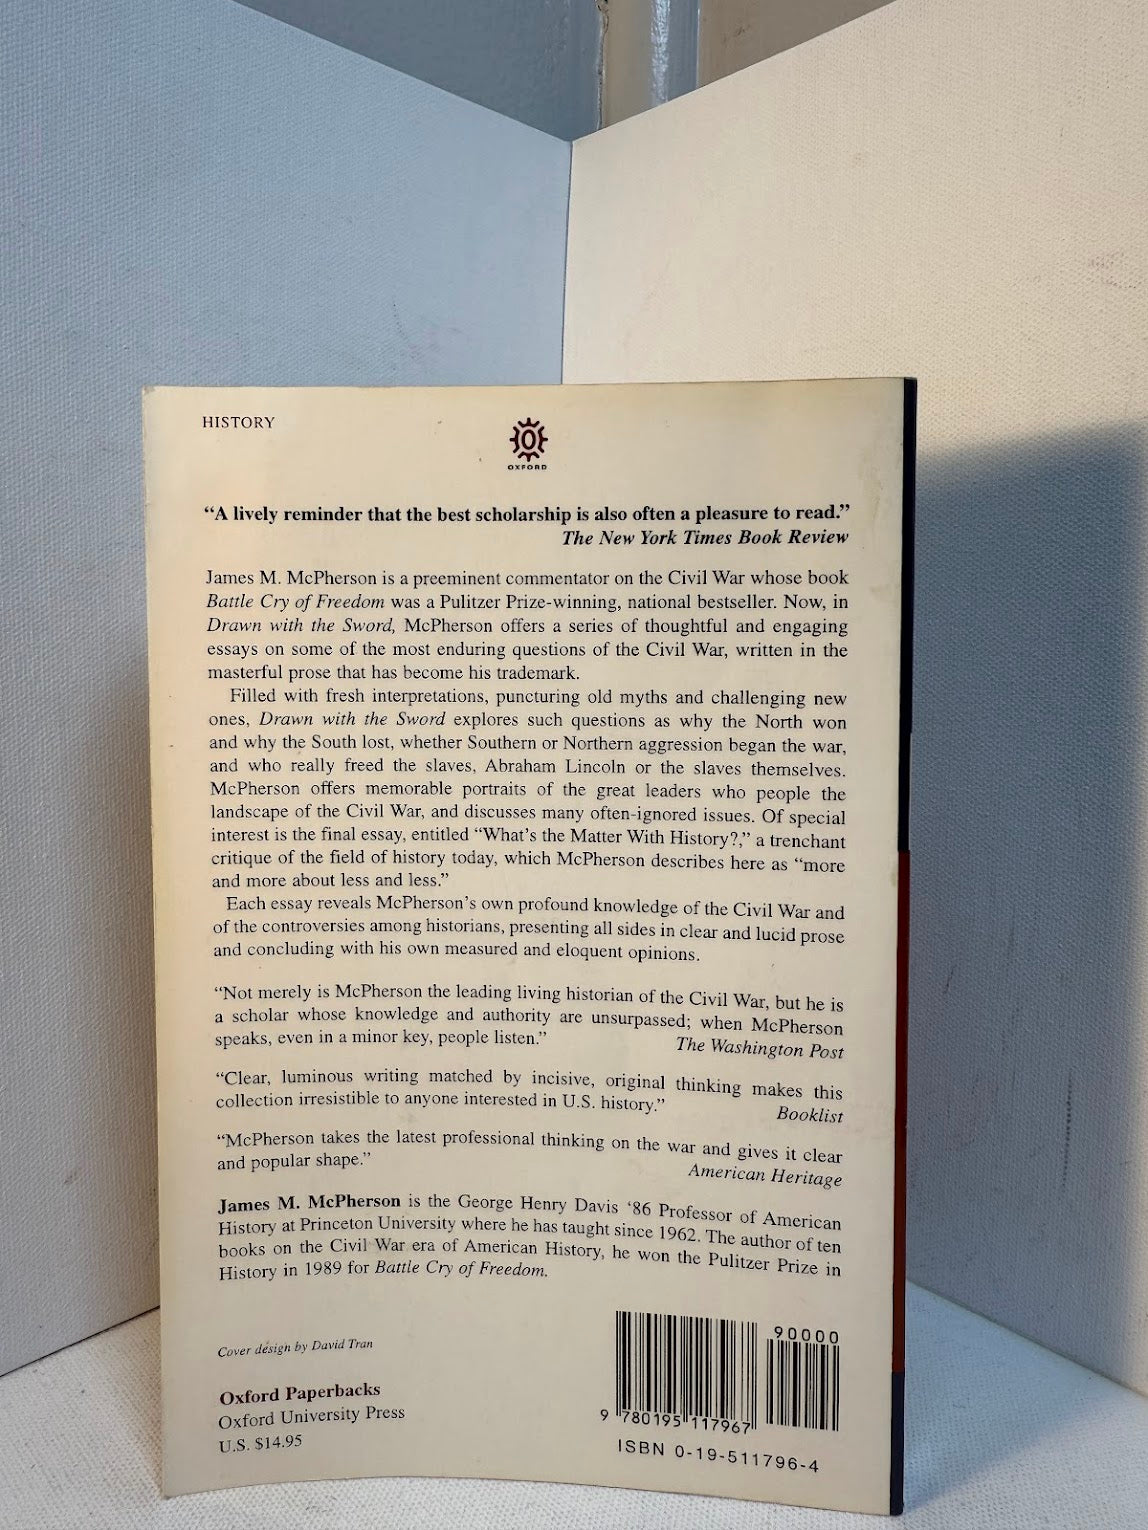 HISTORY
OXFORD
“A lively reminder that the best scholarship is also often a pleasure to read.”
The New York Times Book Review
James M. McPherson is a preeminent commentator on the Civil War whose book
Battle Cry of Freedom was a Pulitzer Prize-winning, national bestseller. Now, in
Drawn with the Sword, McPherson offers a series of thoughtful and engaging
essays on some of the most enduring questions of the Civil War, written in the
masterful prose that has become his trademark.
Filled with fresh interpretations, puncturing old myths and challenging new
ones, Drawn with the Sword explores such questions as why the North won
and why the South lost, whether Southern or Northern aggression began the war,
and who really freed the slaves, Abraham Lincoln or the slaves themselves.
McPherson offers memorable portraits of the great leaders who people the
landscape of the Civil War, and discusses many often-ignored issues. Of special
interest is the final essay, entitled “What’s the Matter With History?,” a trenchant
critique of the field of history today, which McPherson describes here as “more
and more about less and less.”
Each essay reveals McPherson’s own profound knowledge of the Civil War and
of the controversies among historians, presenting all sides in clear and lucid prose
and concluding with his own measured and eloquent opinions.
“Not merely is McPherson the leading living historian of the Civil War, but he is
a scholar whose knowledge and authority are unsurpassed; when McPherson
speaks, even in a minor key, people listen.” The Washington Post
“Clear, luminous writing matched by incisive, original thinking makes this
collection irresistible to anyone interested in U.S. history.” Booklist
“McPherson takes the latest professional thinking on the war and gives it clear
and popular shape.” American Heritage
James M. McPherson is the George Henry Davis ‘86 Professor of American
History at Princeton University where he has taught since 1962. The author of ten
books on the Civil War era of American History, he won the Pulitzer Prize in
History in 1989 for Battle Cry of Freedom.
Cover design by David Tran
Oxford Paperbacks
Oxford University Press
U.S. $14.95
90000
9 780195 117967
ISBN 0-19-511796-4